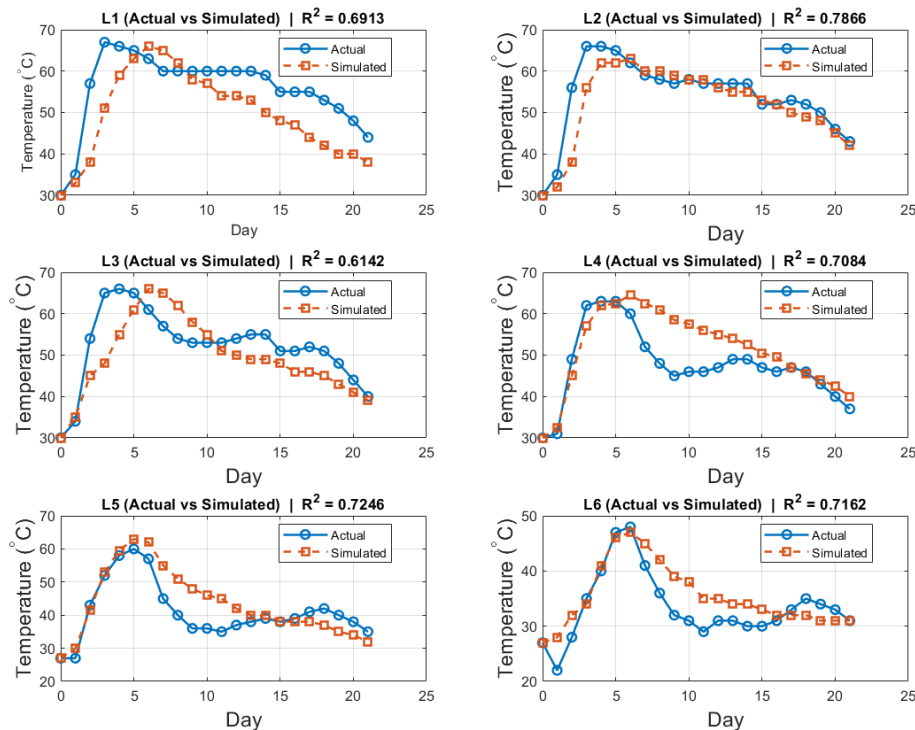 L1 (Actual vs Simulated) | R² = 0.6913
Temperature (°C)
70
60
50
40
30
0 5 10 15 20 25
Day
Actual
Simulated
L2 (Actual vs Simulated) | R² = 0.7866
Temperature (°C)
70
60
50
40
30
0 5 10 15 20 25
Day
Actual
Simulated
L3 (Actual vs Simulated) | R² = 0.6142
Temperature (°C)
70
60
50
40
30
0 5 10 15 20 25
Day
Actual
Simulated
L4 (Actual vs Simulated) | R² = 0.7084
Temperature (°C)
70
60
50
40
30
0 5 10 15 20 25
Day
Actual
Simulated
L5 (Actual vs Simulated) | R² = 0.7246
Temperature (°C)
70
60
50
40
30
20
0 5 10 15 20 25
Day
Actual
Simulated
L6 (Actual vs Simulated) | R² = 0.7162
Temperature (°C)
50
40
30
20
0 5 10 15 20 25
Day
Actual
Simulated